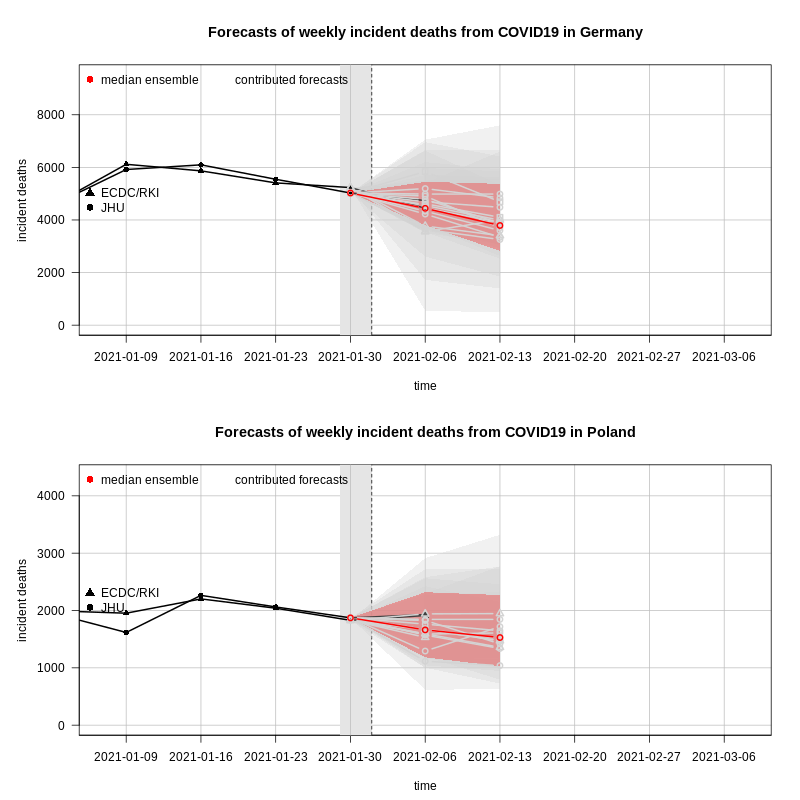 Forecasts of weekly incident deaths from COVID19 in Germany
median ensemble contributed forecasts
8000
6000
4000
2000
0
incident deaths
ECDC/RKI
JHU
2021-01-09 2021-01-16 2021-01-23 2021-01-30 2021-02-06 2021-02-13 2021-02-20 2021-02-27 2021-03-06
time
Forecasts of weekly incident deaths from COVID19 in Poland
median ensemble contributed forecasts
4000
3000
2000
1000
0
incident deaths
ECDC/RKI
JHU
2021-01-09 2021-01-16 2021-01-23 2021-01-30 2021-02-06 2021-02-13 2021-02-20 2021-02-27 2021-03-06
time